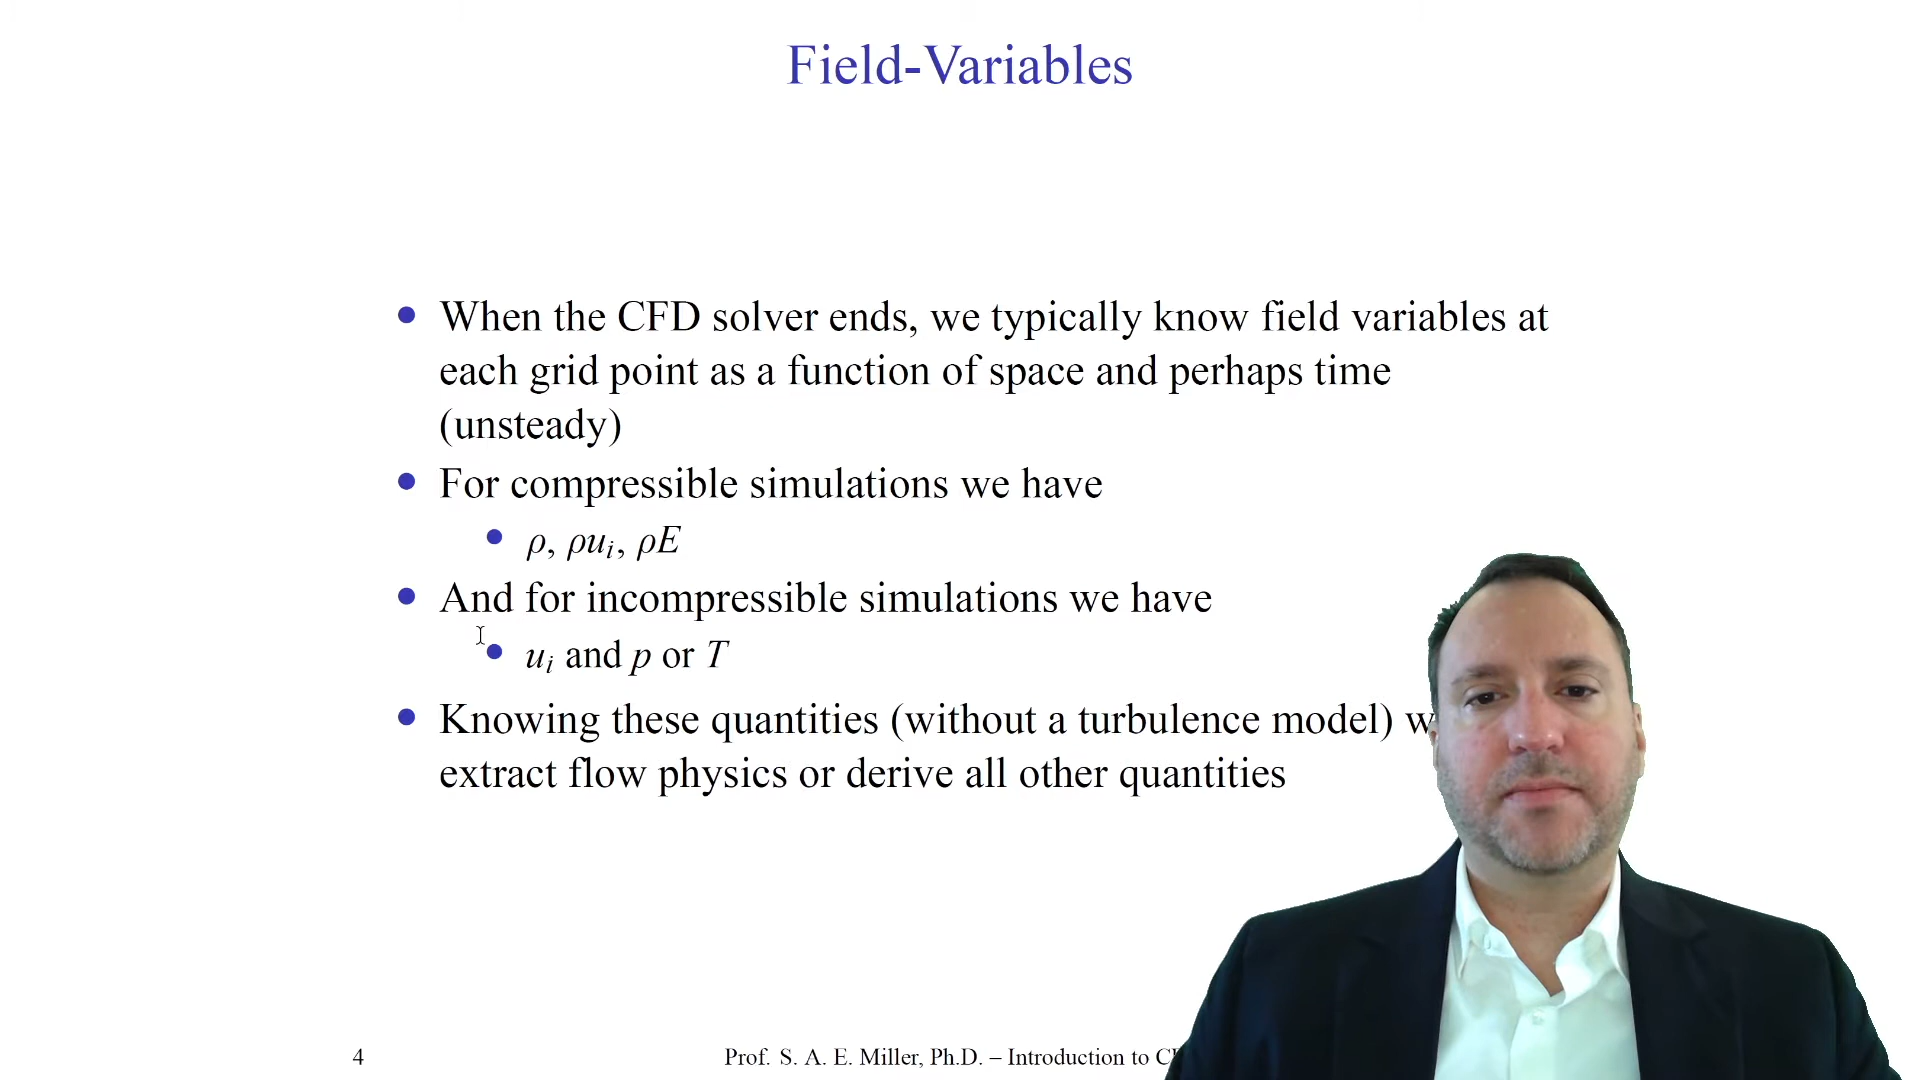 Field-Variables
When the CFD solver ends, we typically know field variables at
each grid point as a function of space and perhaps time
(unsteady)
For compressible simulations we have
ρ, ρuᵢ, ρE
And for incompressible simulations we have
uᵢ and p or T
Knowing these quantities (without a turbulence model)
extract flow physics or derive all other quantities
4
Prof. S. A. E. Miller, Ph.D. – Introduction to